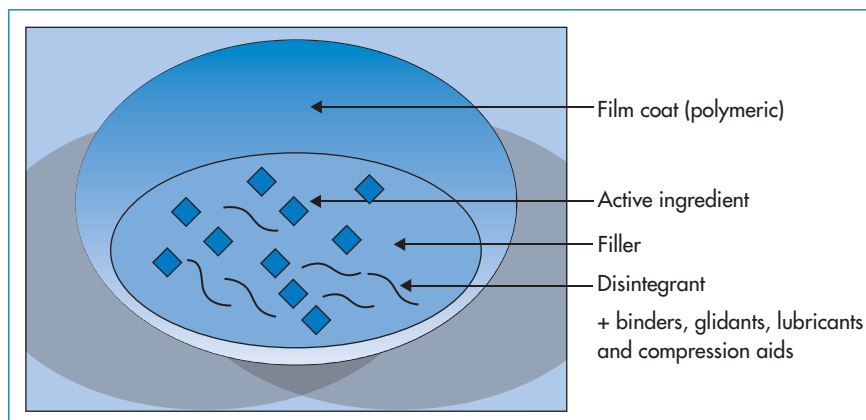 Film coat (polymeric)
Active ingredient
Filler
Disintegrant
+ binders, glidants, lubricants
and compression aids